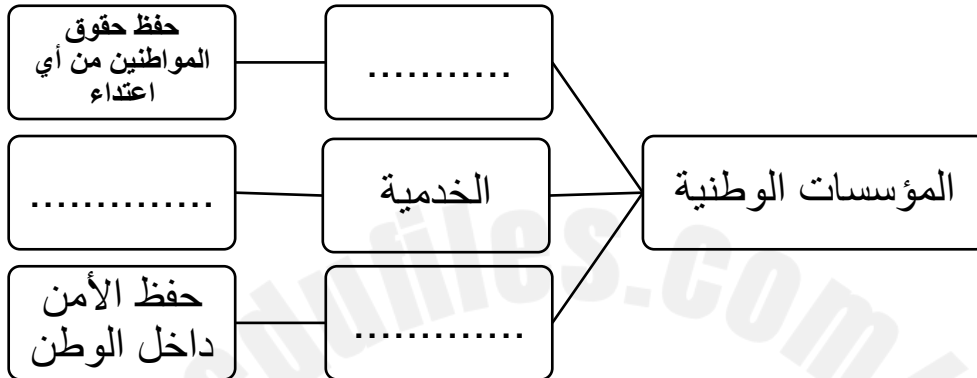 المؤسسات الوطنية
...........
حفظ حقوق
المواطنين من أي
اعتداء
الخدمية
..............
.............
حفظ الأمن
داخل الوطن